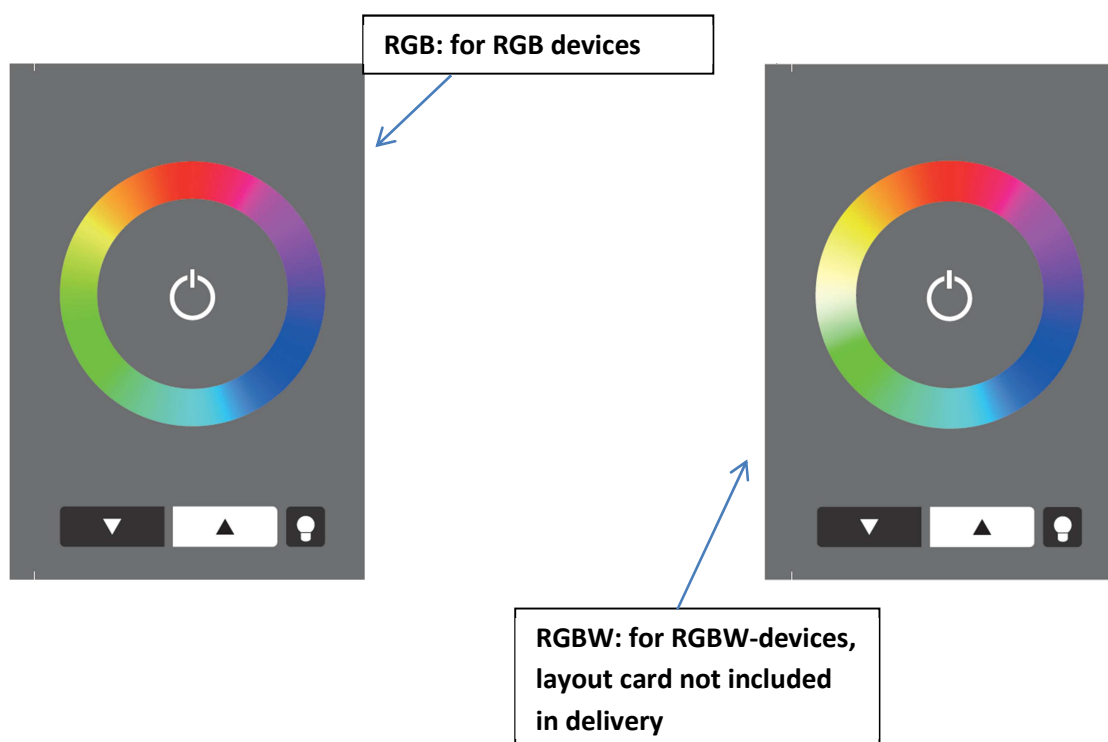 RGB: for RGB devices
RGBW: for RGBW-devices,
layout card not included
in delivery